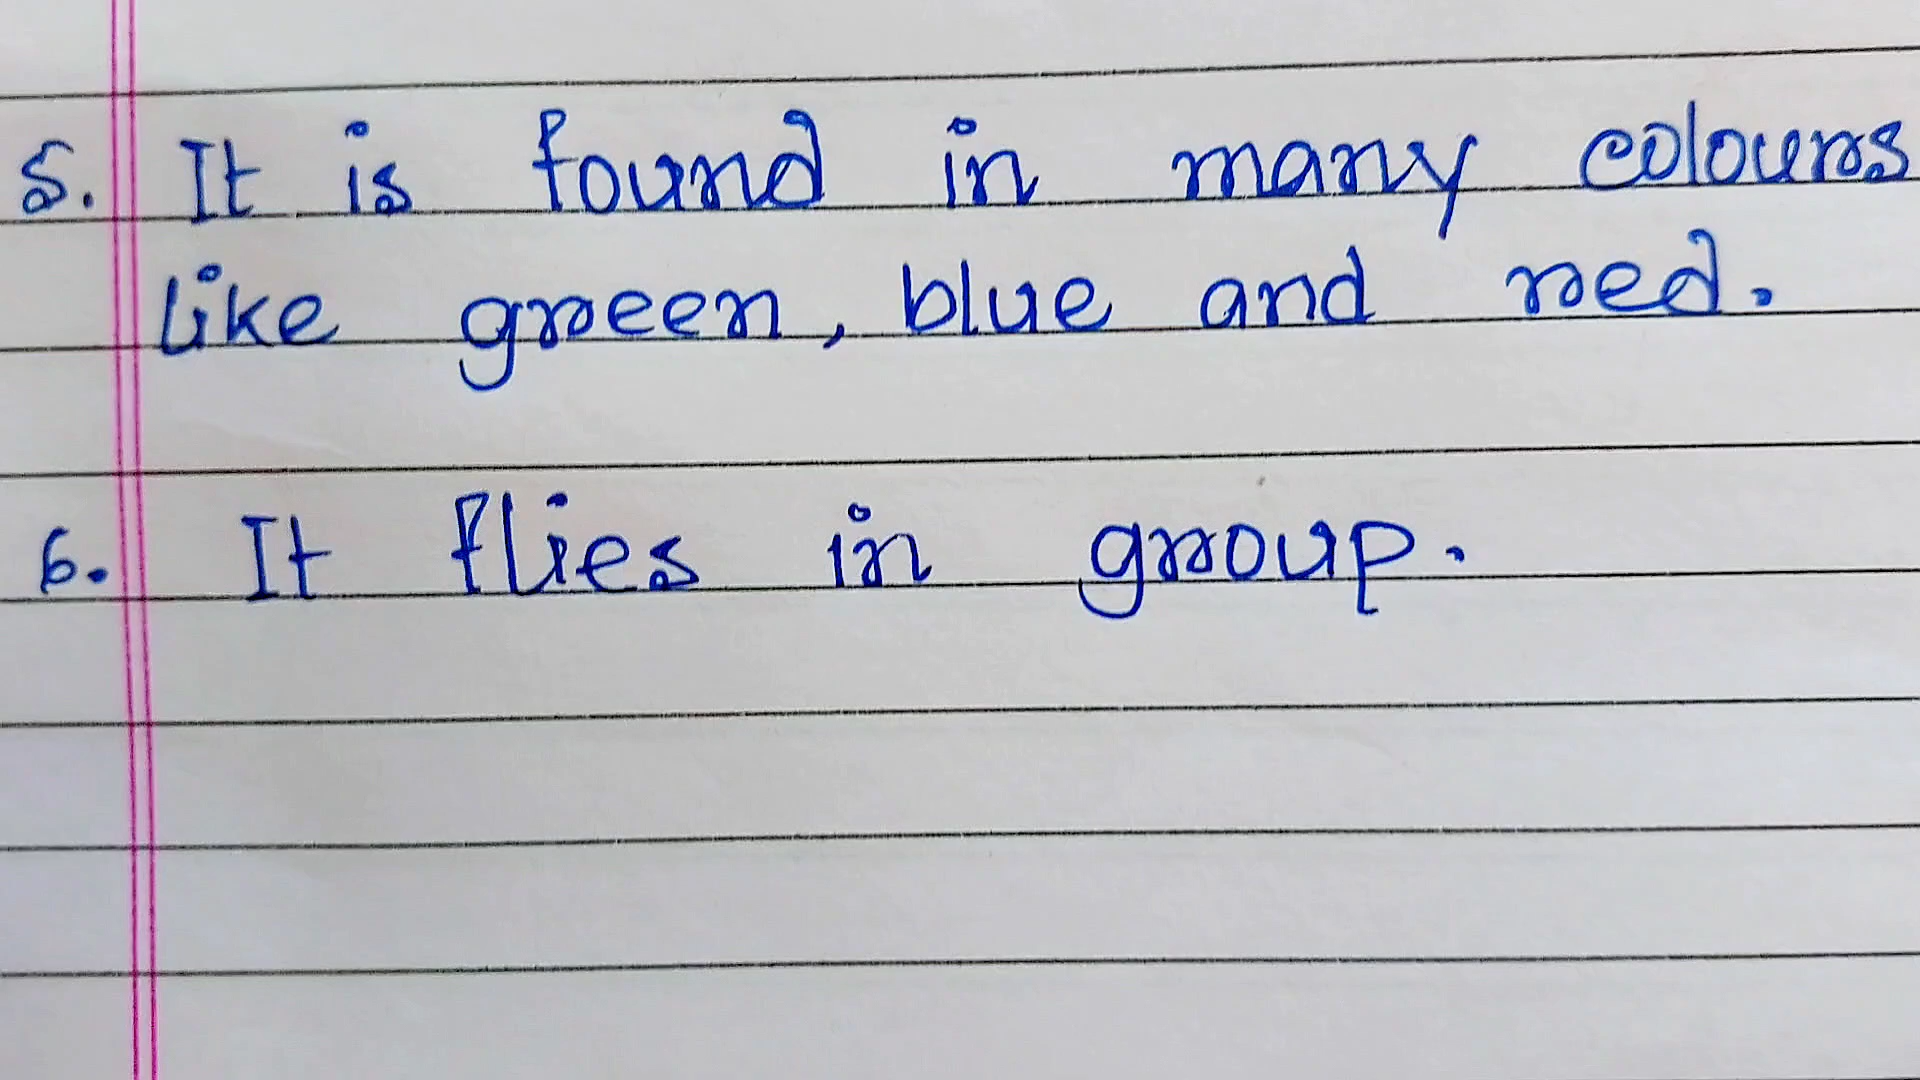 5. It is found in many colours
like green, blue and red.
6. It flies in group.